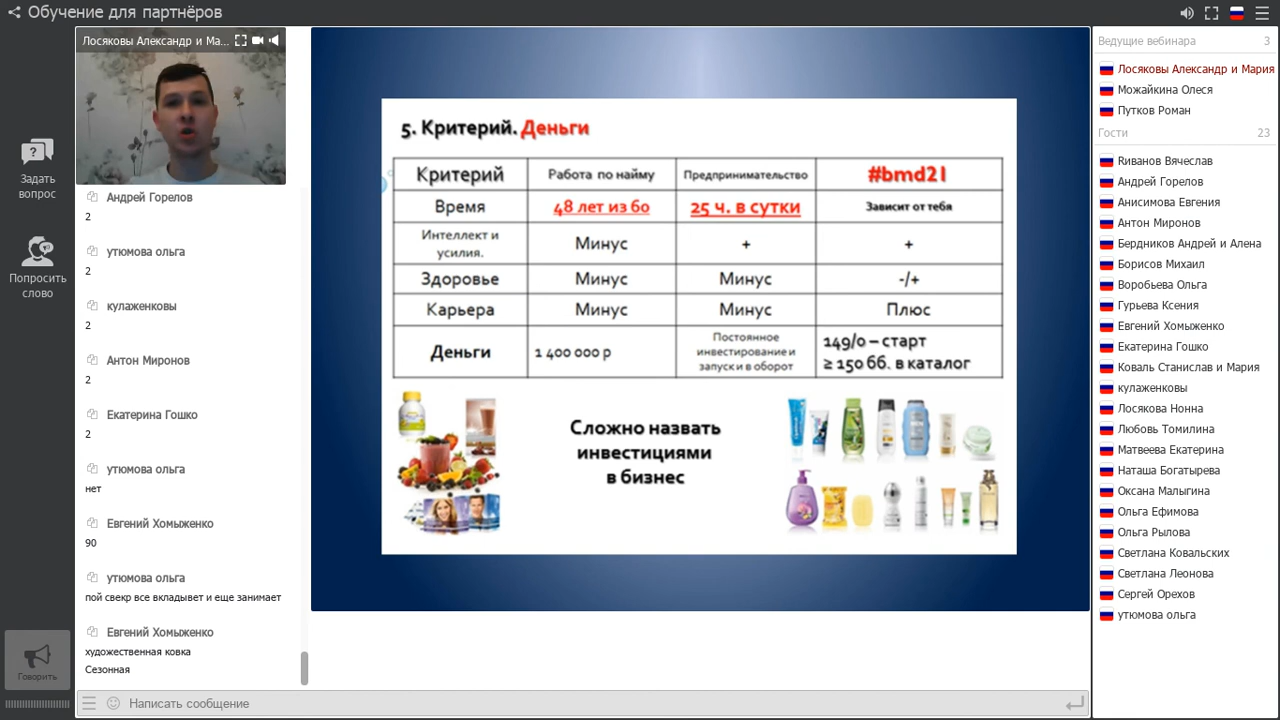 Обучение для партнёров
Лосяковы Александр и Ма...
Задать
вопрос
Попросить
слово
Говорить
Андрей Горелов
2
утюмова ольга
2
кулаженковы
2
Антон Миронов
2
Екатерина Гошко
2
утюмова ольга
нет
Евгений Хомыженко
90
утюмова ольга
пой свекр все вкладывет и еще занимает
Евгений Хомыженко
художественная ковка
Сезонная
Написать сообщение
5. Критерий. Деньги
Критерий Работа по найму Предпринимательство #bmd21
Время 48 лет из 60 25 ч. в сутки Зависит от тебя
Интеллект и
усилия. Минус + +
Здоровье Минус Минус -/+
Карьера Минус Минус Плюс
Деньги 1 400 000 р Постоянное
инвестирование и
запуск и в оборот
149/0 – старт
≥ 150 бб. в каталог
Сложно назвать
инвестициями
в бизнес
Ведущие вебинара 3
Лосяковы Александр и Мария
Можайкина Олеся
Путков Роман
Гости 23
Rиванов Вячеслав
Андрей Горелов
Анисимова Евгения
Антон Миронов
Бердников Андрей и Алена
Борисов Михаил
Воробьева Ольга
Гурьева Ксения
Евгений Хомыженко
Екатерина Гошко
Коваль Станислав и Мария
кулаженковы
Лосякова Нонна
Любовь Томилина
Матвеева Екатерина
Наташа Богатырева
Оксана Малыгина
Ольга Ефимова
Ольга Рылова
Светлана Ковальских
Светлана Леонова
Сергей Орехов
утюмова ольга